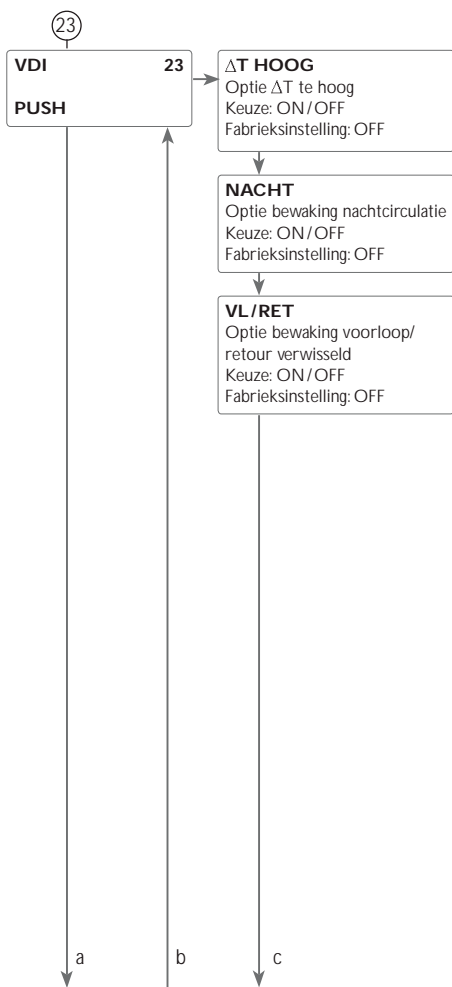 23
VDI 23
PUSH
ΔT HOOG
Optie ΔT te hoog
Keuze: ON/OFF
Fabrieksinstelling: OFF
NACHT
Optie bewaking nachtcirculatie
Keuze: ON/OFF
Fabrieksinstelling: OFF
VL/RET
Optie bewaking voorloop/
retour verwisseld
Keuze: ON/OFF
Fabrieksinstelling: OFF
a b c